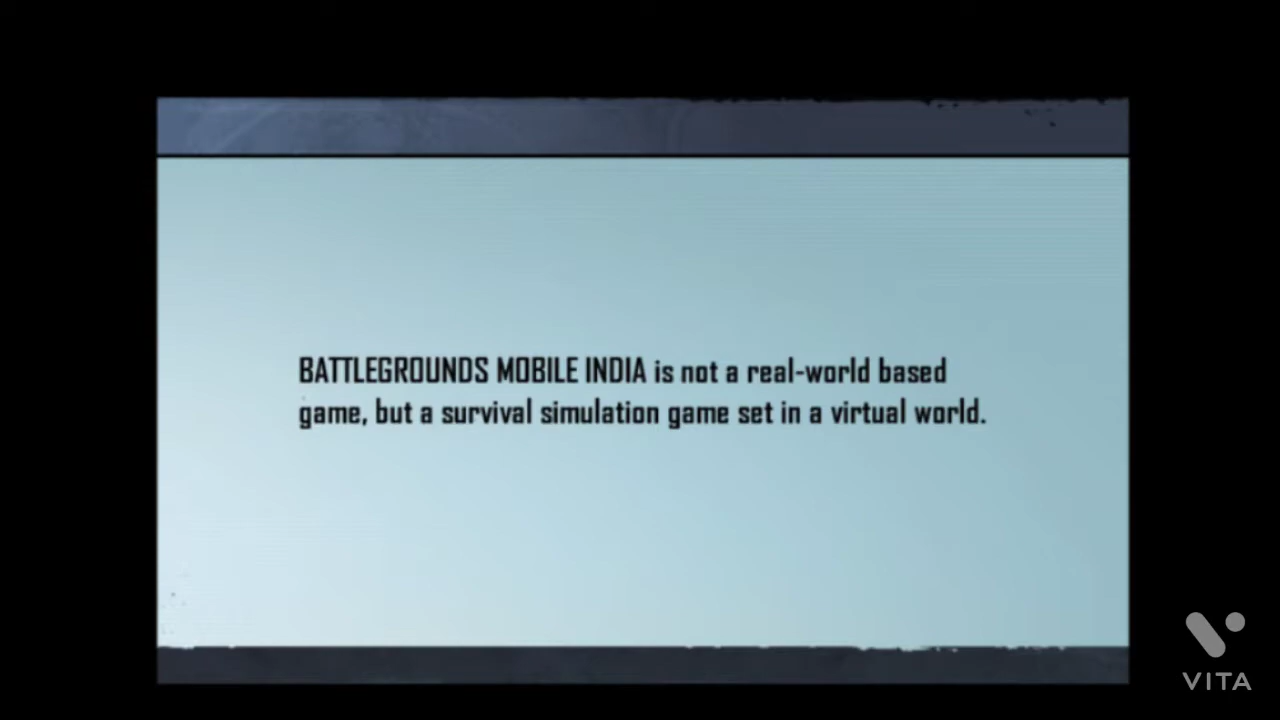 BATTLEGROUNDS MOBILE INDIA is not a real-world based
game, but a survival simulation game set in a virtual world.
VITA